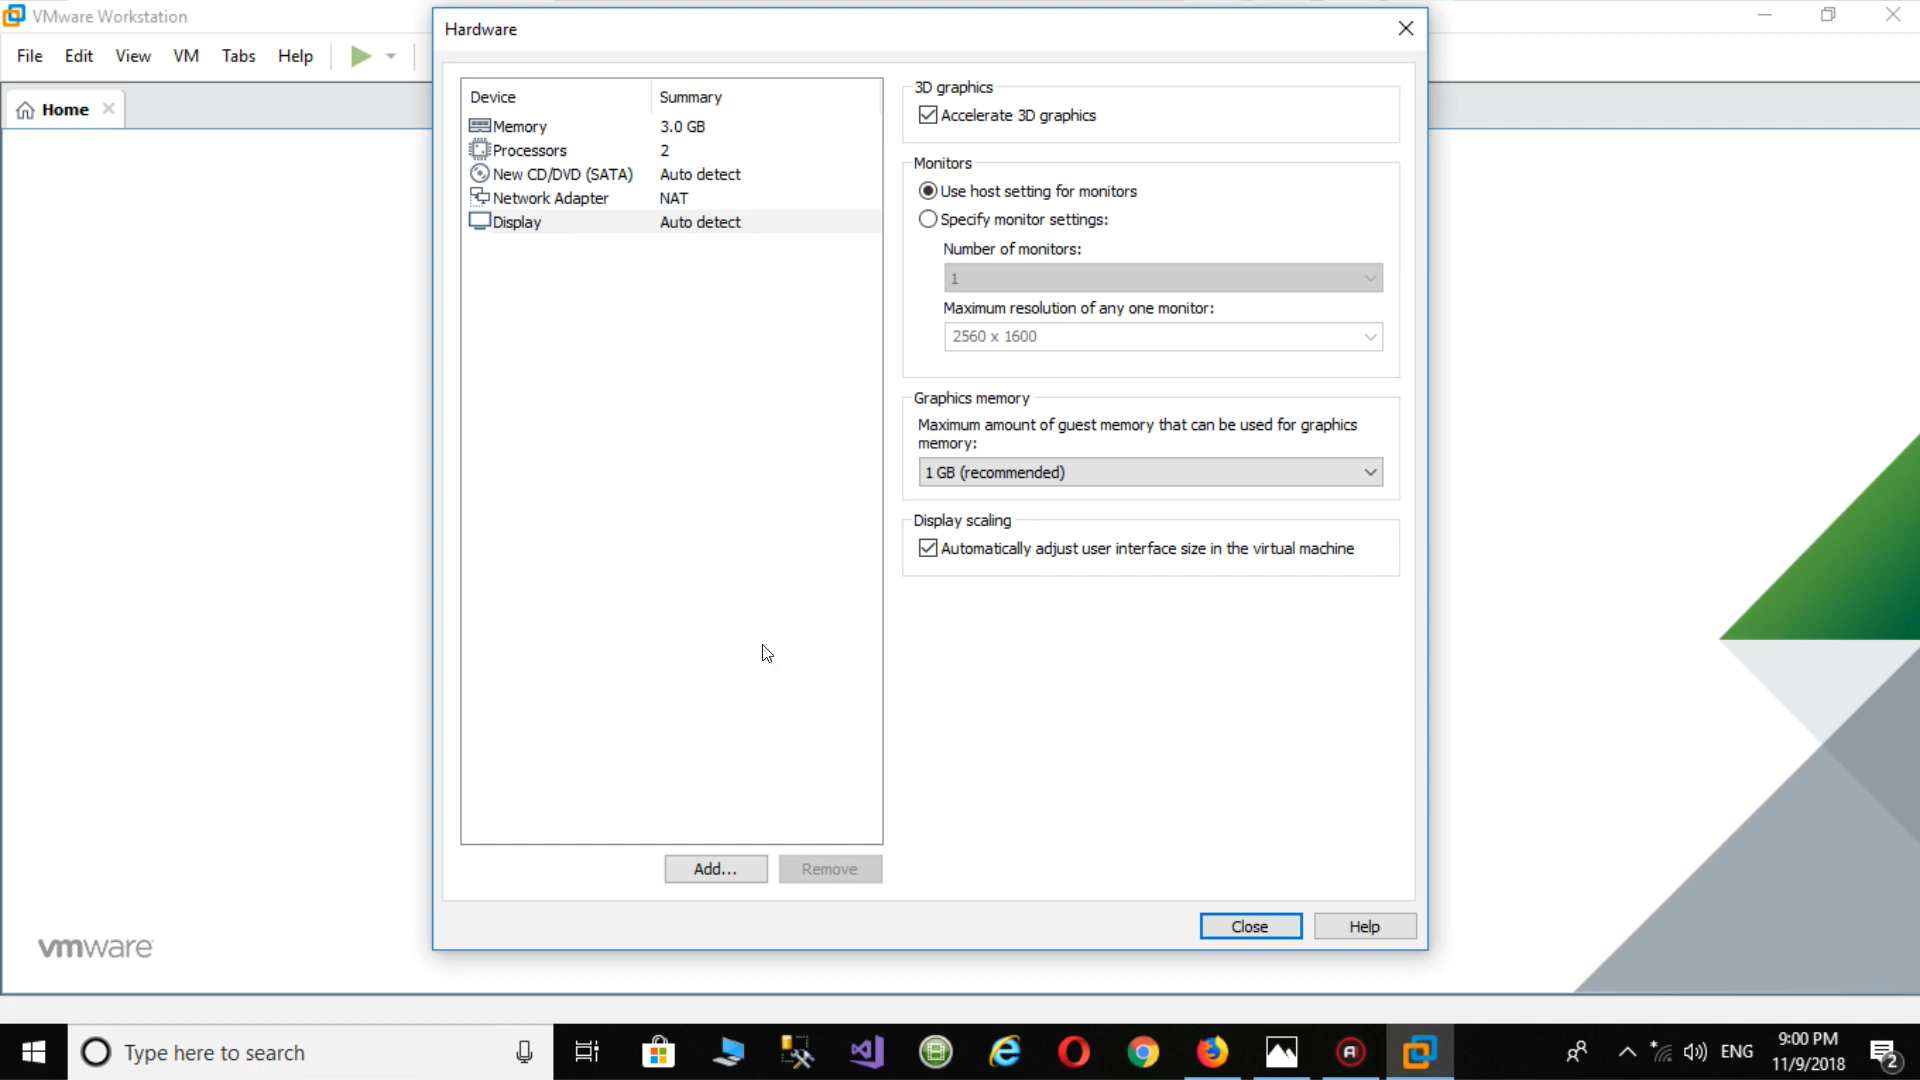 VMware Workstation
File Edit View VM Tabs Help
Home
Hardware
Device Summary
Memory 3.0 GB
Processors 2
New CD/DVD (SATA) Auto detect
Network Adapter NAT
Display Auto detect
Add... Remove
3D graphics
Accelerate 3D graphics
Monitors
Use host setting for monitors
Specify monitor settings:
Number of monitors:
1
Maximum resolution of any one monitor:
2560 x 1600
Graphics memory
Maximum amount of guest memory that can be used for graphics
memory:
1 GB (recommended)
Display scaling
Automatically adjust user interface size in the virtual machine
Close Help
vmware
Type here to search
ENG
9:00 PM
11/9/2018
2